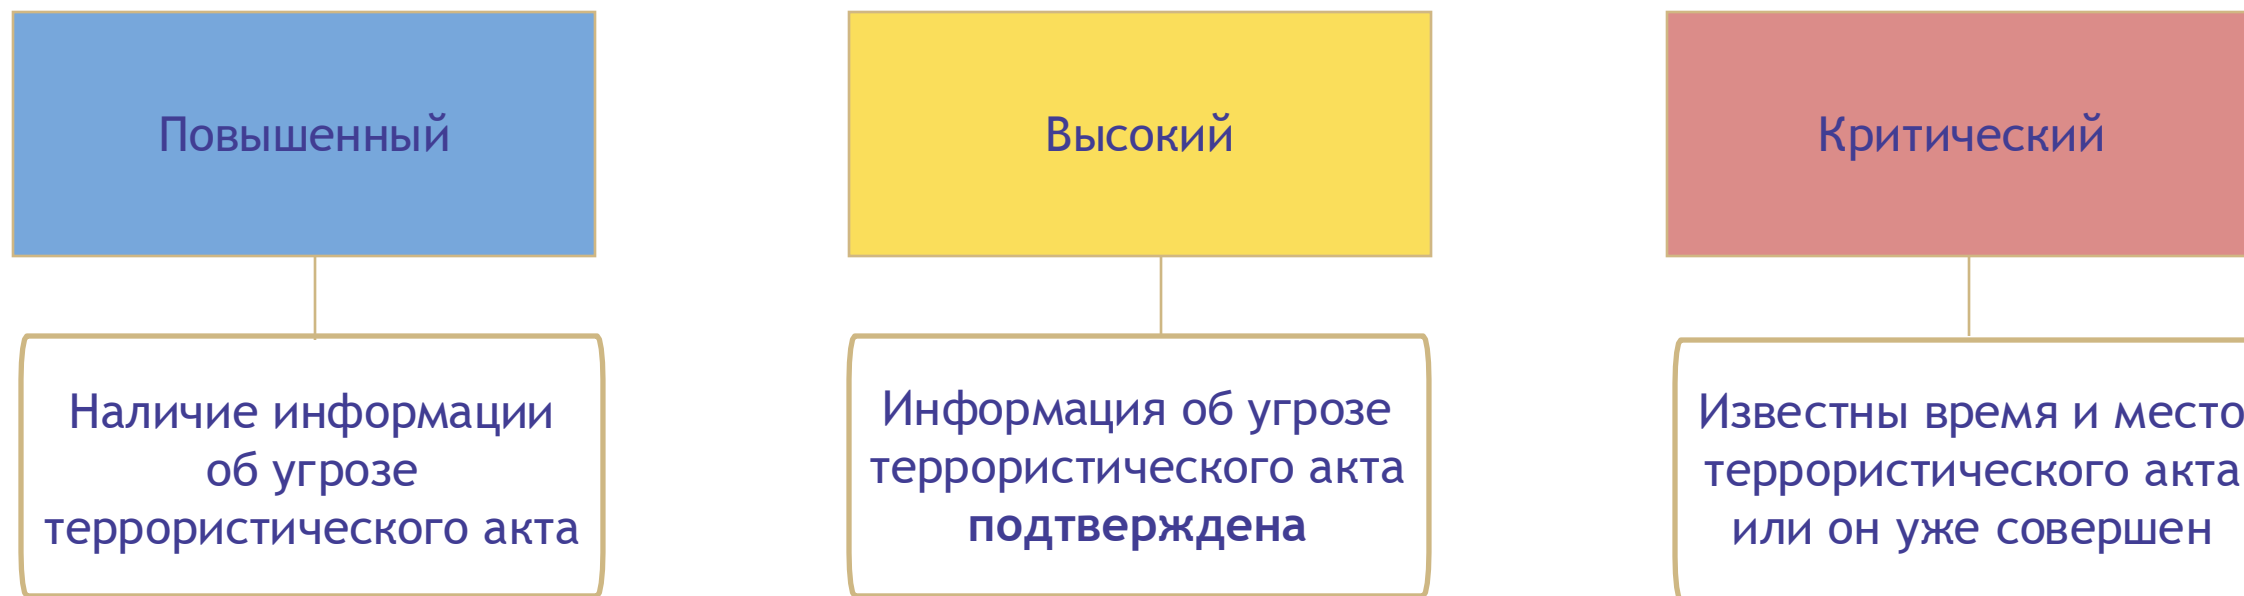 Повышенный
Высокий
Критический
Наличие информации
об угрозе
террористического акта
Информация об угрозе
террористического акта
подтверждена
Известны время и место
террористического акта
или он уже совершен